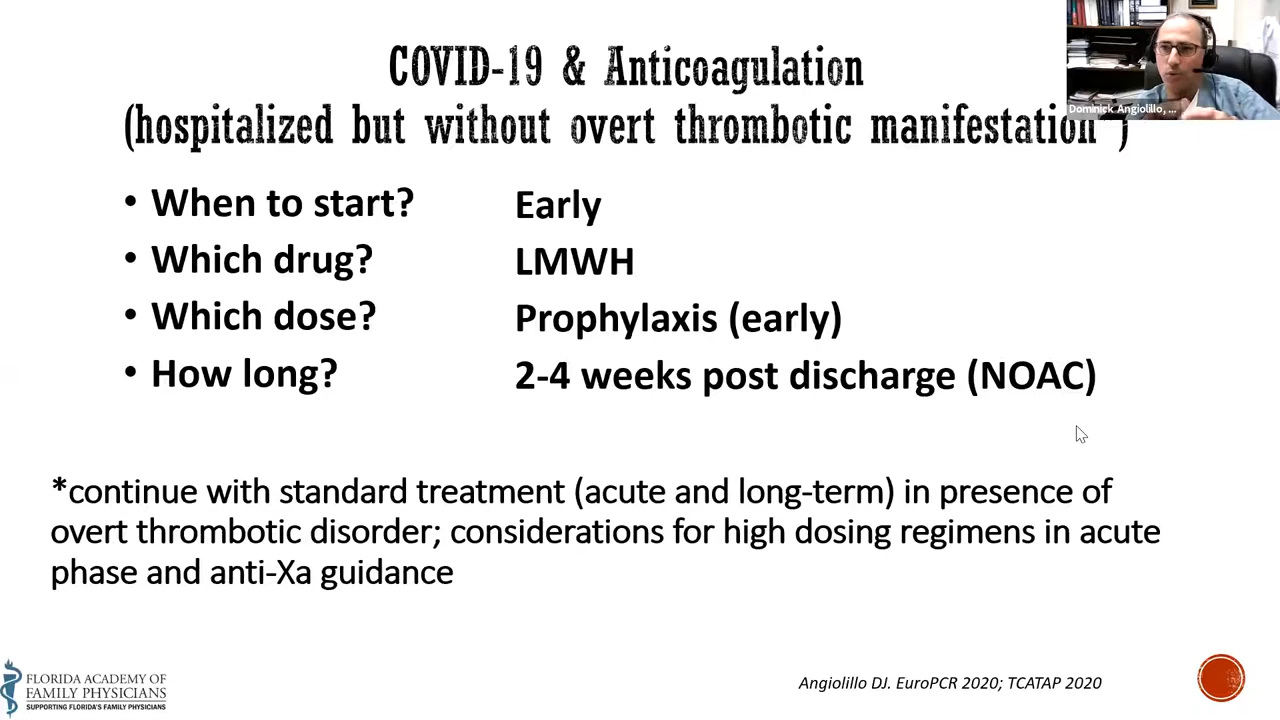 COVID-19 & Anticoagulation
(hospitalized but without overt thrombotic manifestation*)
Dominick Angiolillo, ...
• When to start? Early
• Which drug? LMWH
• Which dose? Prophylaxis (early)
• How long? 2-4 weeks post discharge (NOAC)
*continue with standard treatment (acute and long-term) in presence of
overt thrombotic disorder; considerations for high dosing regimens in acute
phase and anti-Xa guidance
FLORIDA ACADEMY OF
FAMILY PHYSICIANS
SUPPORTING FLORIDA'S FAMILY PHYSICIANS
Angiolillo DJ. EuroPCR 2020; TCATAP 2020